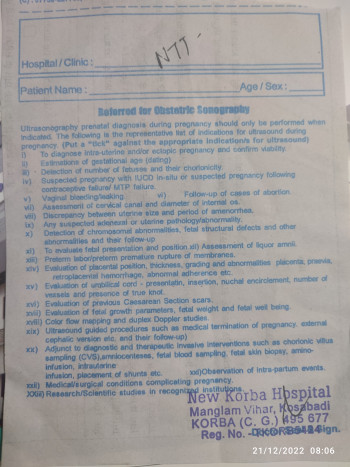 NTT.
Hospital / Clinic :
Patient Name :
Age / Sex :
Referred for Obstetric Sonography
Ultrasonography prenatal diagnosis during pregnancy should only be performed when
indicated. The following is the representative list of indications for ultrasound during
pregnancy. (Put a "tick" against the appropriate indication/s for ultrasound)
i) To diagnose intra-uterine and/or ectopic pregnancy and confirm viability.
ii) Estimations of gestational age (dating)
iii) Detection of number of fetuses and their chorionicity.
iv) Suspected pregnancy with IUCD in-situ or suspected pregnancy following
contraceptive failure/ MTP failure.
v) Vaginal bleeding/leaking. vi) Follow-up of cases of abortion.
vii) Assessment of cervical canal and diameter of internal os.
viii) Discrepancy between uterine size and period of amenorrhea.
ix) Any suspected adenexal or uterine pathology/abnormality.
x) Detection of chromosomal abnormalities, fetal structural defects and other
abnormalities and their follow-up
xi) To evaluate fetal presentation and position.xii) Assessment of liquor amnii.
xiii) Preterm labor/preterm premature rupture of membranes.
xiv) Evaluation of placental position, thickness, grading and abnormalities placenta, praevia,
retroplacental hemorrhage, abnormal adherence etc.
xv) Evaluation of umbilical cord - presentatin, insertion, nuchal encirclement, number of
vessels and presence of true knot.
xvi) Evaluation of previous Caesarean Section scars.
xvii) Evaluation of fetal growth parameters, fatal weight and fetal well being.
xviii) Color flow mapping and duplex Doppler studies.
xix) Ultrasound guided procedures such as medical termination of pregnancy, external
cephalic version etc. and their follow-up)
xx) Adjunct to diagnostic and therapeutic invasive interventions such as chorionic villus
sampling (CVS),amniocenteses, fetal blood sampling, fetal skin biopsy, amnio-
infusion, intrauterine
infusion, placement of shunts etc. xxi)Observation of intra-partum events.
xxii) Medical/surgical conditions complicating pregnancy.
XXiii) Research/Scientific studies in recognized institutions.
New Korba Hospital
Manglam Vihar, Kosabadi
KORBA (C. G.) 495 677
Reg. No. -
Sign.
21/12/2022 08:06